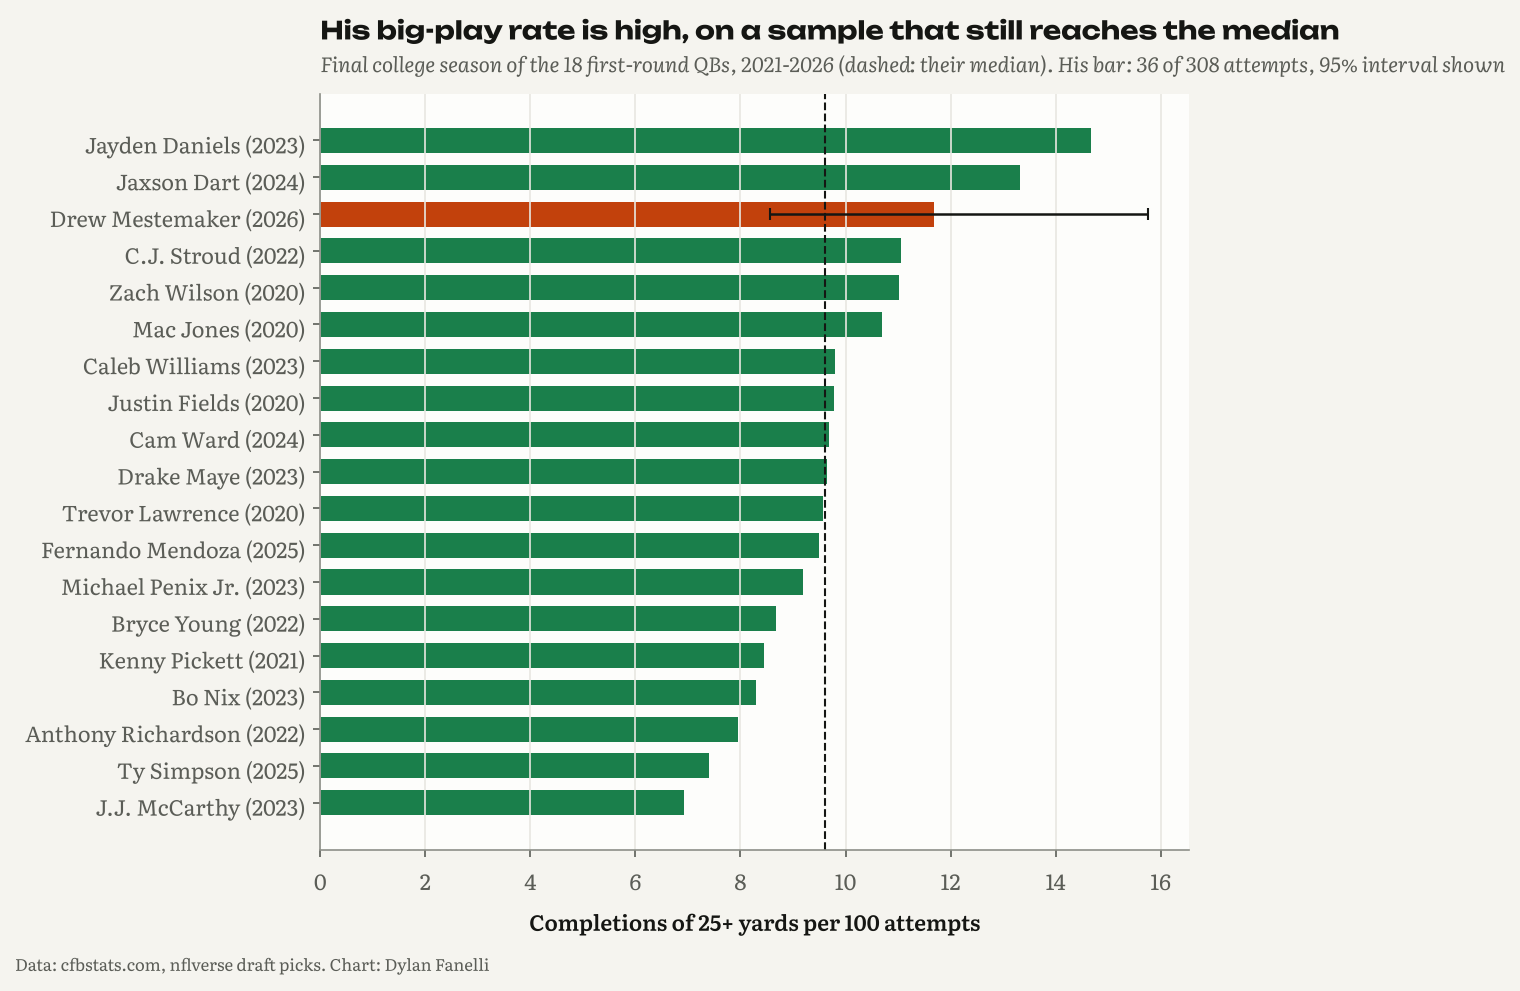 His big-play rate is high, on a sample that still reaches the median
Final college season of the 18 first-round QBs, 2021-2026 (dashed: their median). His bar: 36 of 308 attempts, 95% interval shown
Jayden Daniels (2023)
Jaxson Dart (2024)
Drew Mestemaker (2026)
C.J. Stroud (2022)
Zach Wilson (2020)
Mac Jones (2020)
Caleb Williams (2023)
Justin Fields (2020)
Cam Ward (2024)
Drake Maye (2023)
Trevor Lawrence (2020)
Fernando Mendoza (2025)
Michael Penix Jr. (2023)
Bryce Young (2022)
Kenny Pickett (2021)
Bo Nix (2023)
Anthony Richardson (2022)
Ty Simpson (2025)
J.J. McCarthy (2023)
0 2 4 6 8 10 12 14 16
Completions of 25+ yards per 100 attempts
Data: cfbstats.com, nflverse draft picks. Chart: Dylan Fanelli